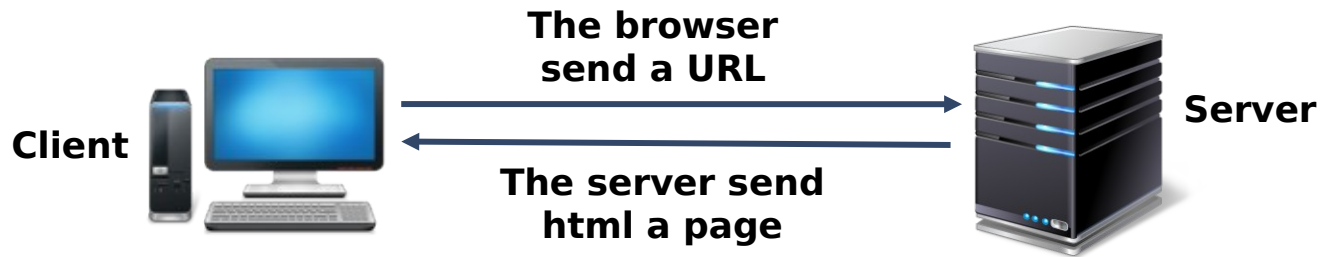 The browser
send a URL
Client
Server
The server send
html a page